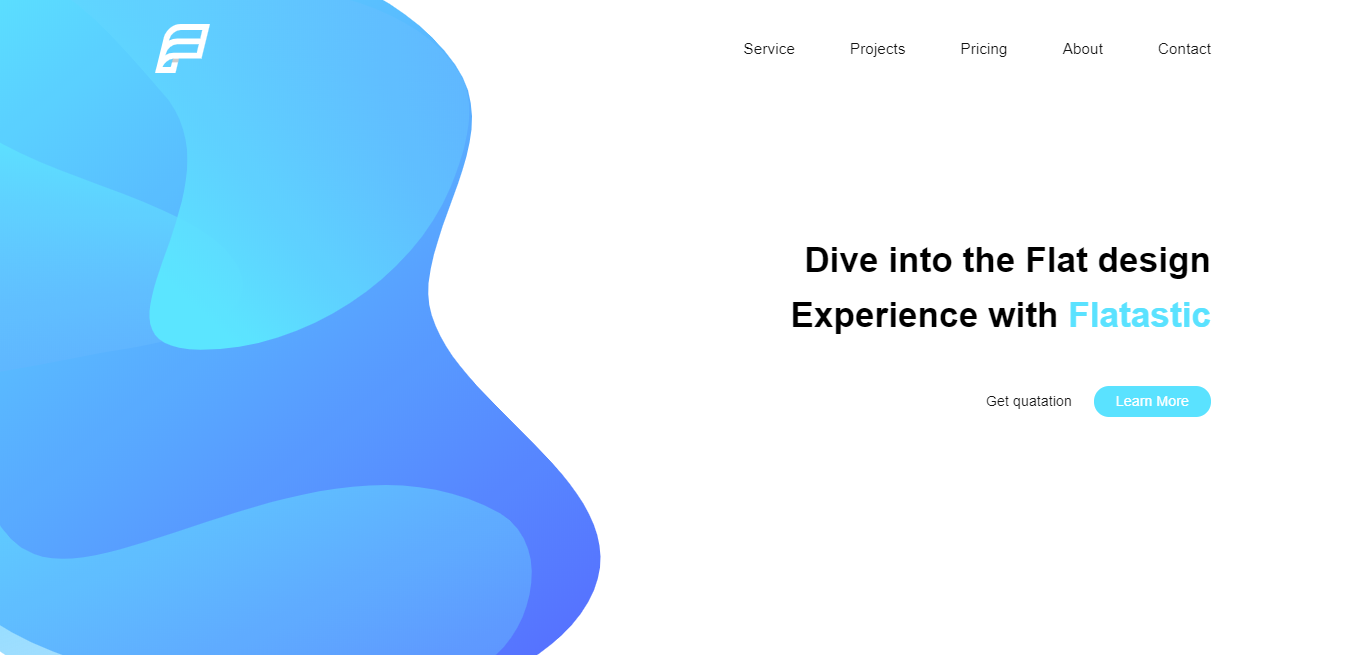 Service Projects Pricing About Contact
Dive into the Flat design
Experience with Flatastic
Get quatation Learn More